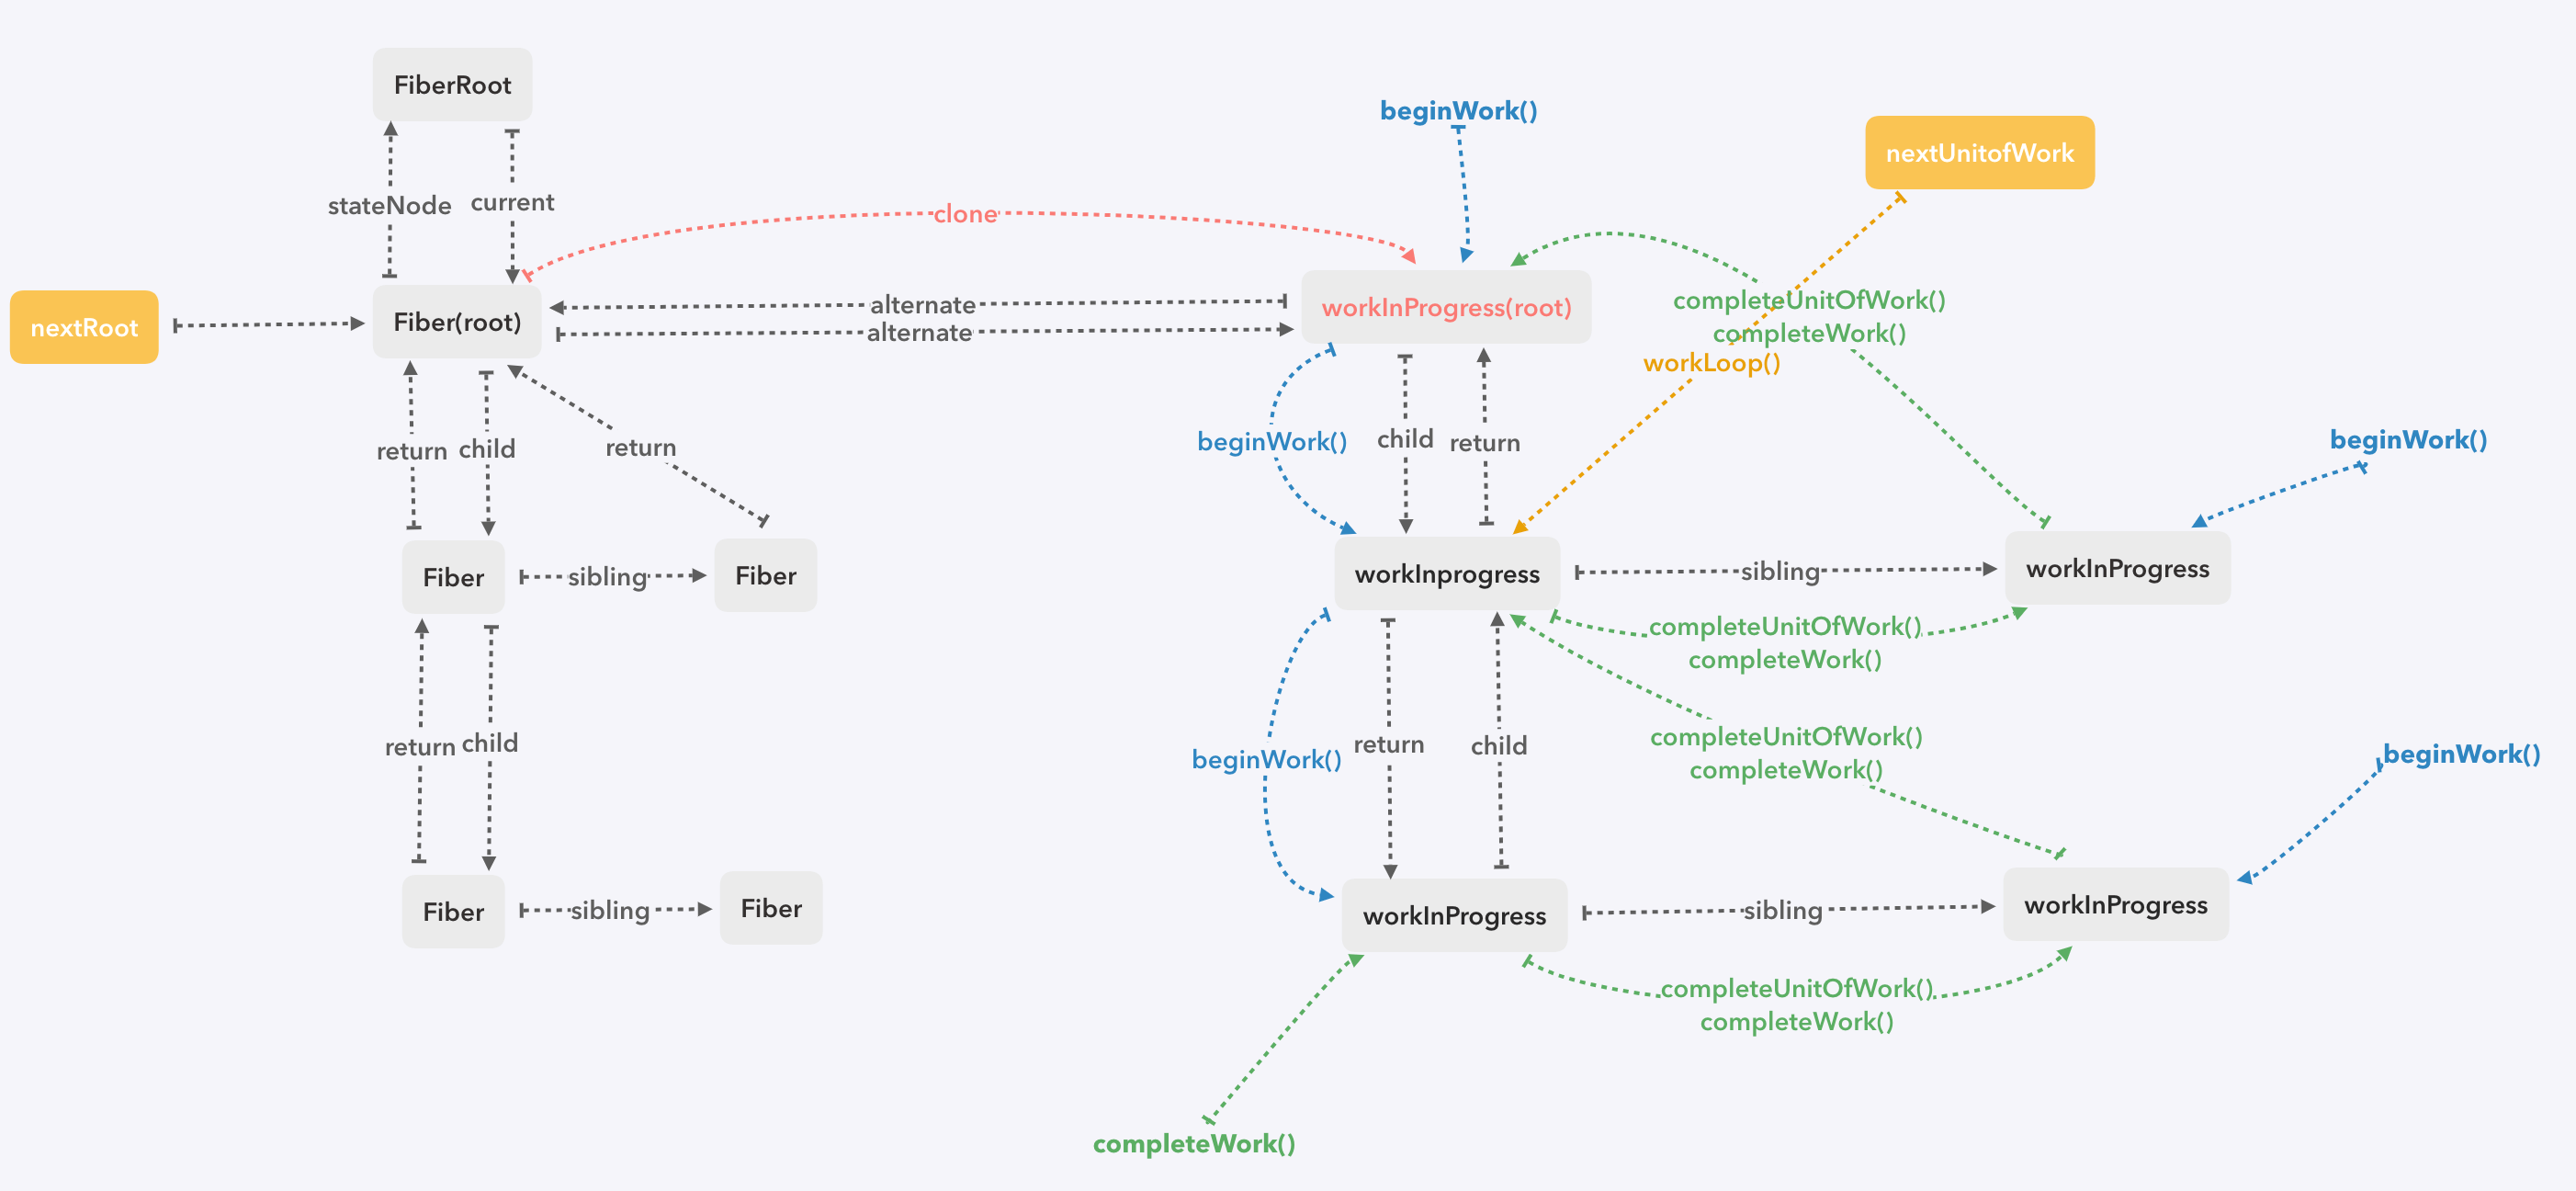 FiberRoot
beginWork()
nextUnitofWork
stateNode
current
clone
nextRoot
Fiber(root)
alternate
alternate
workInProgress(root)
completeUnitOfWork()
completeWork()
workLoop()
return
child
return
beginWork()
child
return
beginWork()
Fiber
sibling
Fiber
workInprogress
sibling
workInProgress
completeUnitOfWork()
completeWork()
return
child
beginWork()
return
child
completeUnitOfWork()
completeWork()
beginWork()
Fiber
sibling
Fiber
workInProgress
sibling
workInProgress
completeUnitOfWork()
completeWork()
completeWork()